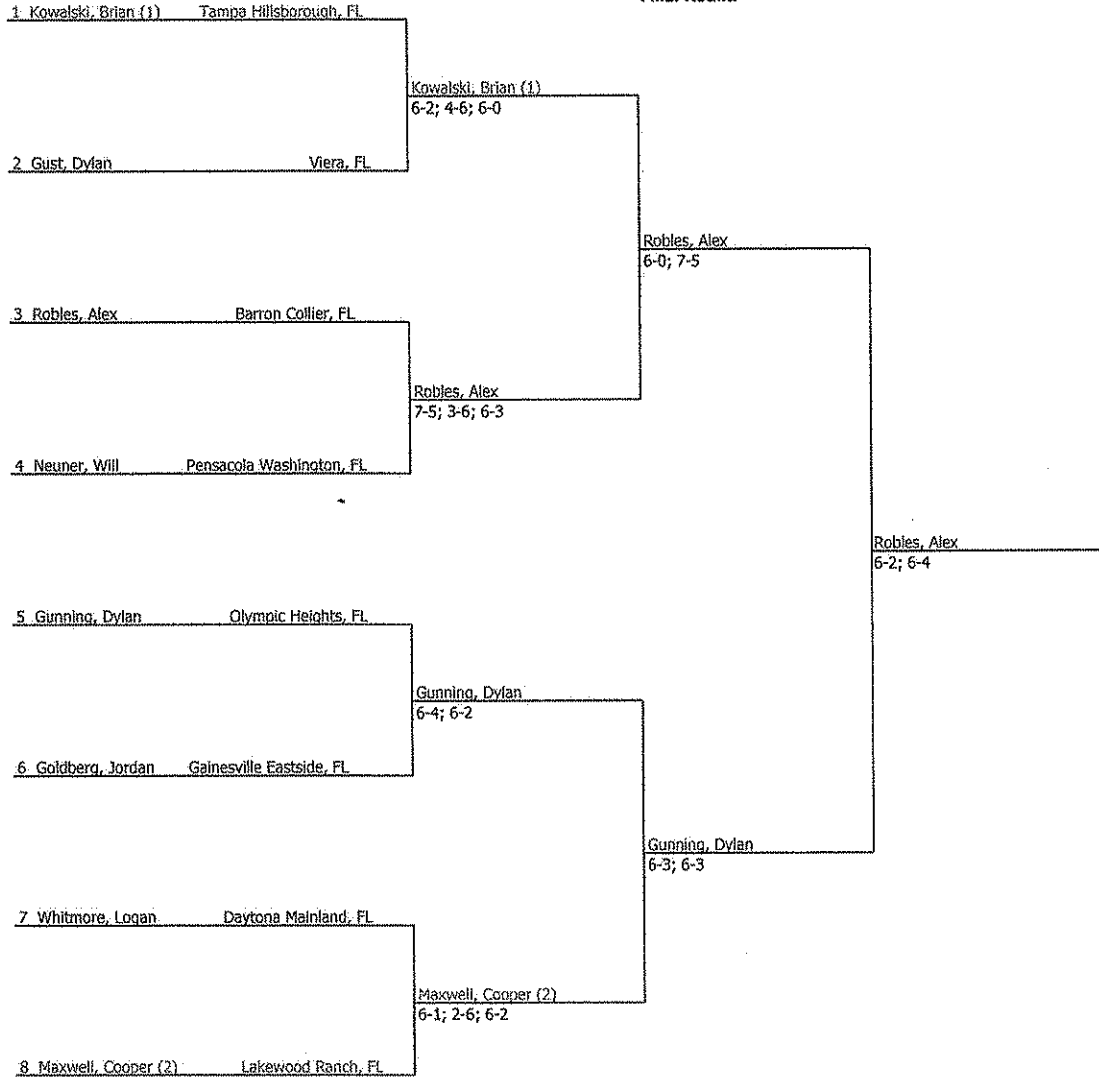 1 Kowalski, Brian (1) Tampa Hillsborough, FL
Kowalski, Brian (1)
6-2; 4-6; 6-0
2 Gust, Dylan Viera, FL
Robles, Alex
6-0; 7-5
3 Robles, Alex Barron Collier, FL
Robles, Alex
7-5; 3-6; 6-3
4 Neuner, Will Pensacola Washington, FL
Robles, Alex
6-2; 6-4
5 Gunning, Dylan Olympic Heights, FL
Gunning, Dylan
6-4; 6-2
6 Goldberg, Jordan Gainesville Eastside, FL
Gunning, Dylan
6-3; 6-3
7 Whitmore, Logan Daytona Mainland, FL
Maxwell, Cooper (2)
6-1; 2-6; 6-2
8 Maxwell, Cooper (2) Lakewood Ranch, FL